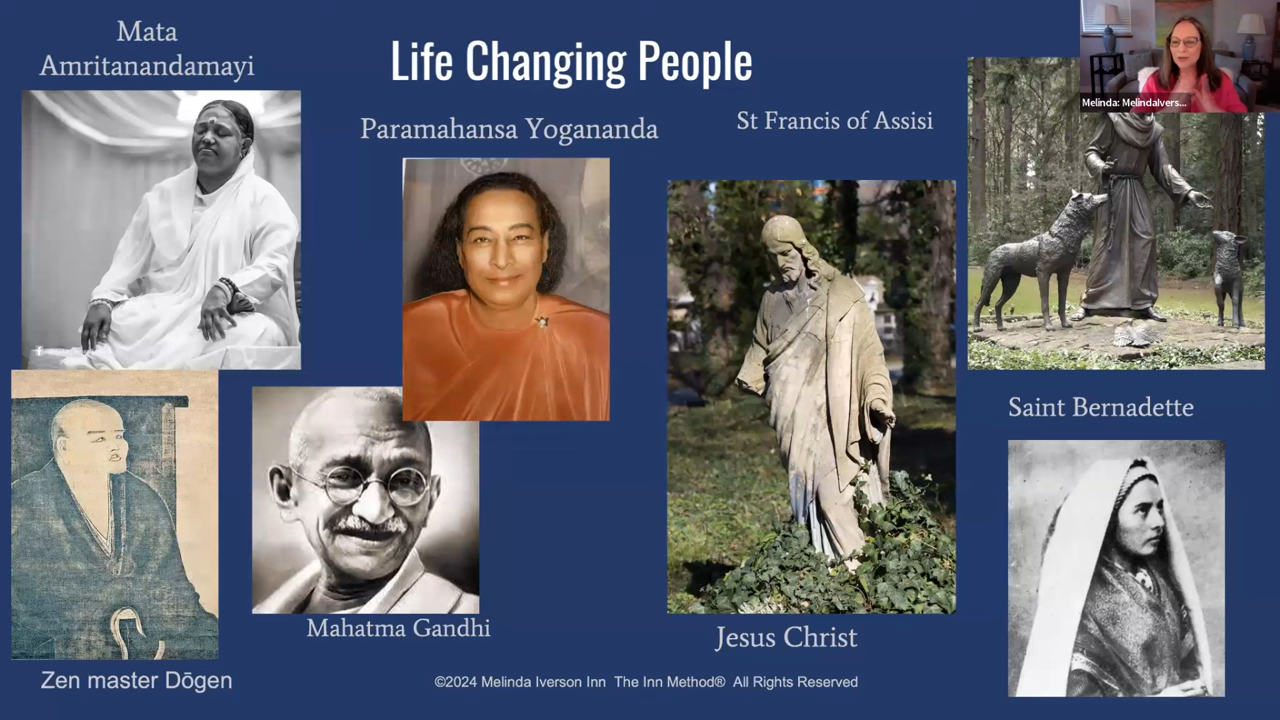 Mata
Amritanandamayi
Life Changing People
Paramahansa Yogananda
St Francis of Assisi
Melinda: MelindaIvers...
Saint Bernadette
Mahatma Gandhi
Jesus Christ
Zen master Dōgen
©2024 Melinda Iverson Inn The Inn Method® All Rights Reserved